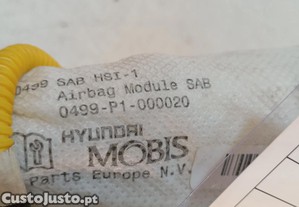 0499 SAB HSI-1
Airbag Module SAB
0499-P1-000020
HYUNDAI
MOBIS
Parts Europe N.V.
CustoJusto.pt